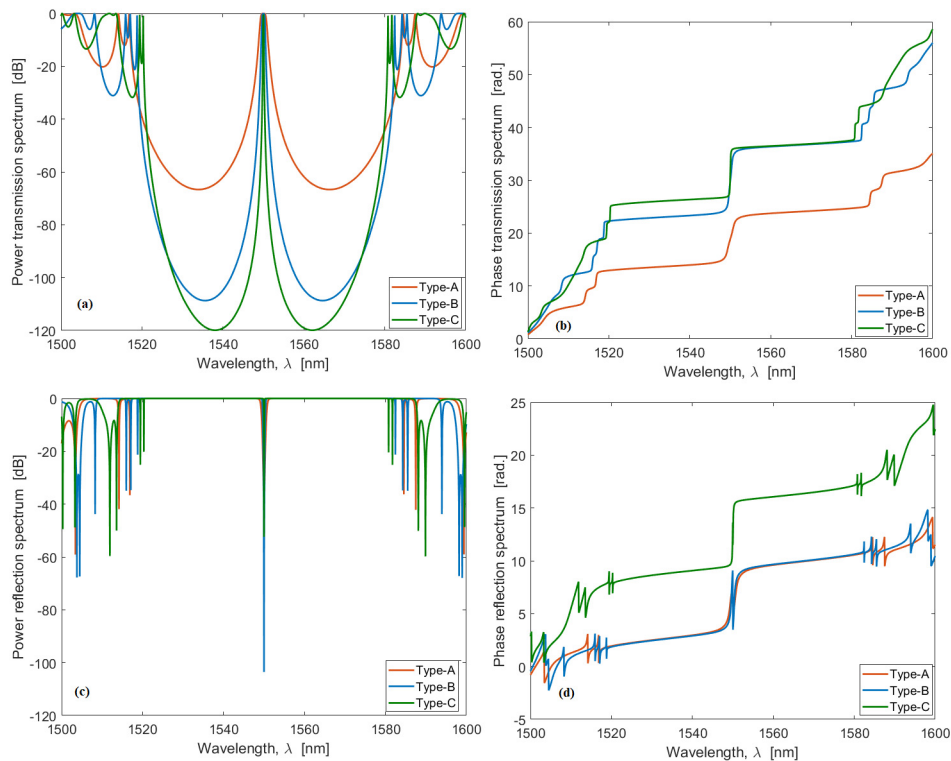 0
-20
-40
-60
-80
-100
-120
Power transmission spectrum [dB]
(a)
Type-A
Type-B
Type-C
1500 1520 1540 1560 1580 1600
Wavelength, λ [nm]
60
50
40
30
20
10
0
Phase transmission spectrum [rad.]
(b)
Type-A
Type-B
Type-C
1500 1520 1540 1560 1580 1600
Wavelength, λ [nm]
0
-20
-40
-60
-80
-100
-120
Power reflection spectrum [dB]
(c)
Type-A
Type-B
Type-C
1500 1520 1540 1560 1580 1600
Wavelength, λ [nm]
25
20
15
10
5
0
-5
Phase reflection spectrum [rad.]
(d)
Type-A
Type-B
Type-C
1500 1520 1540 1560 1580 1600
Wavelength, λ [nm]